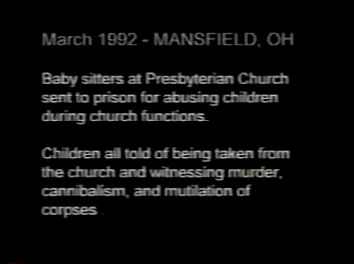 March 1992 - MANSFIELD, OH
Baby sitters at Presbyterian Church
sent to prison for abusing children
during church functions.
Children all told of being taken from
the church and witnessing murder,
cannibalism, and mutilation of
corpses